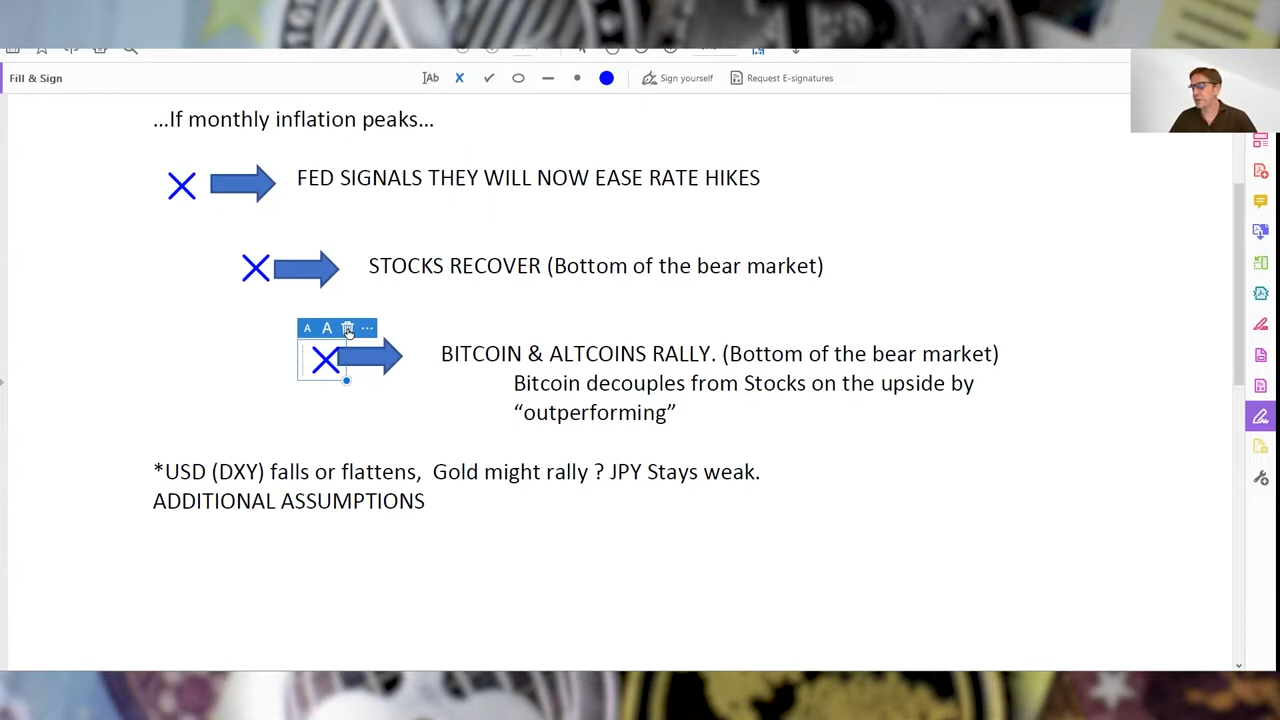 Fill & Sign
Ab
Sign yourself
Request E-signatures
...If monthly inflation peaks...
FED SIGNALS THEY WILL NOW EASE RATE HIKES
STOCKS RECOVER (Bottom of the bear market)
A A ...
BITCOIN & ALTCOINS RALLY. (Bottom of the bear market)
Bitcoin decouples from Stocks on the upside by
“outperforming”
*USD (DXY) falls or flattens,  Gold might rally ? JPY Stays weak.
ADDITIONAL ASSUMPTIONS